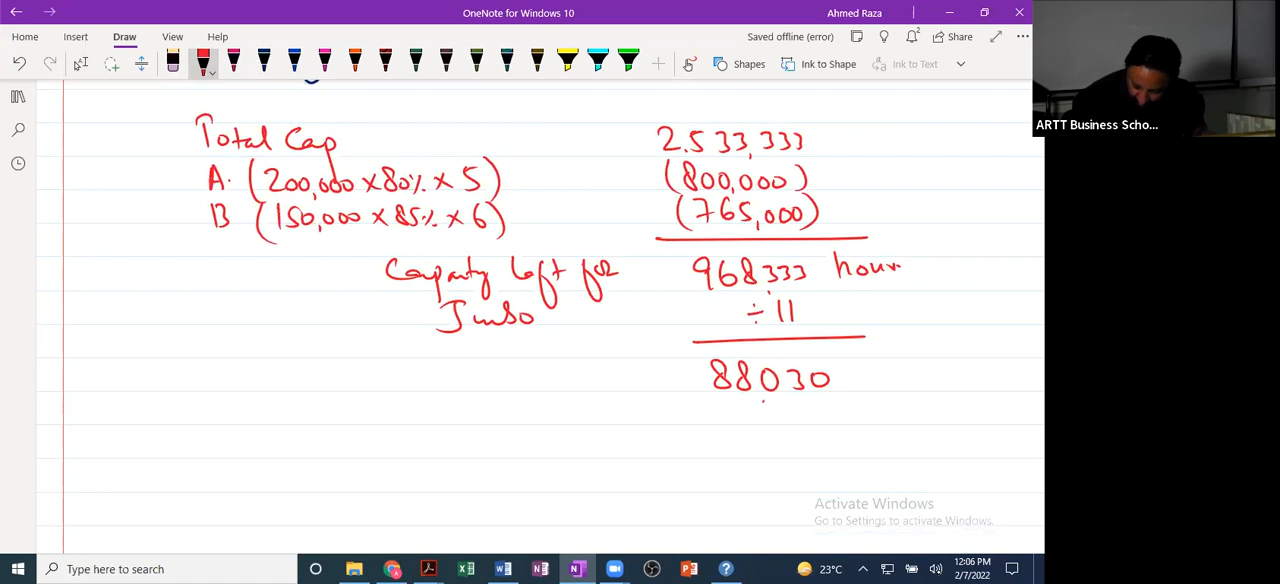 OneNote for Windows 10
Ahmed Raza
Home Insert Draw View Help
Saved offline (error)
Share
Shapes
Ink to Shape
Ink to Text
ARTT Business Scho...
Total Cap 2.533,333
A. (200,000 x 80% x 5) (800,000)
B (150,000 x 85% x 6) (765,000)
Capacity left for 968,333 hour
Jumbo ÷ 11
88,030
Activate Windows
Go to Settings to activate Windows.
Type here to search
23°C
12:06 PM
2/7/2022